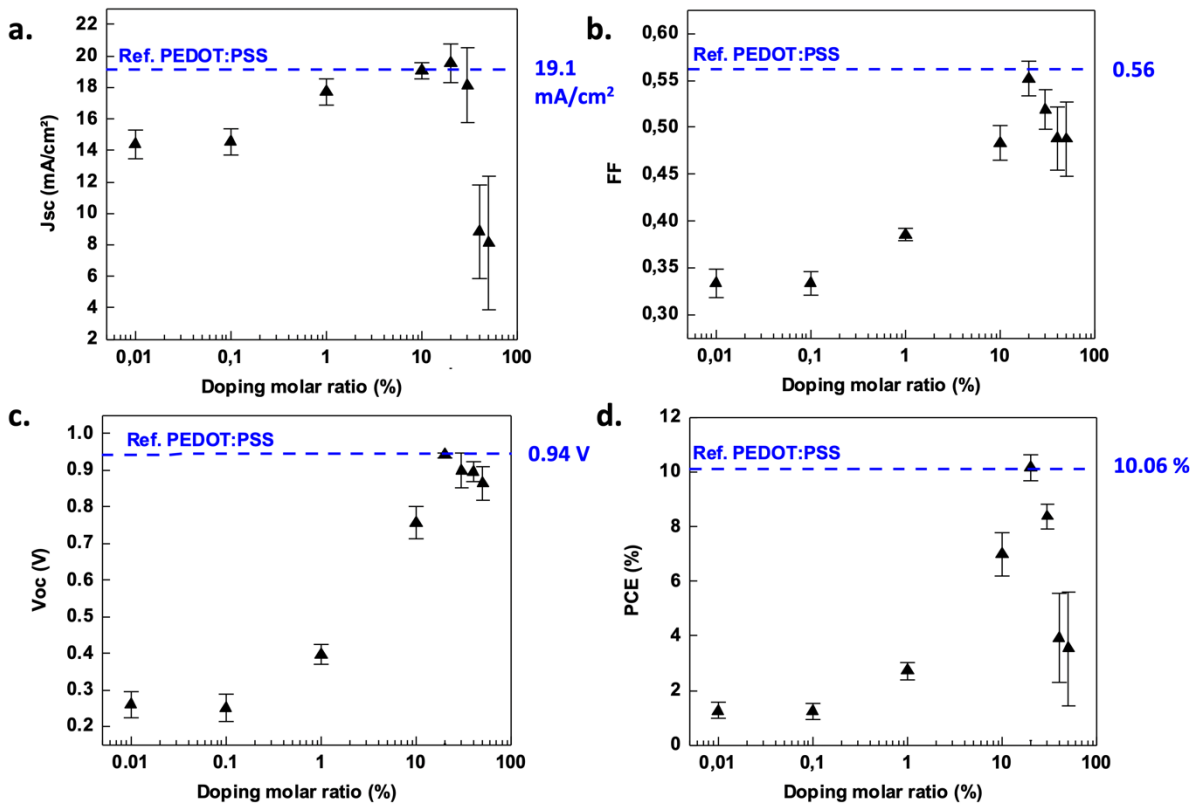 a.
22
20
18
16
14
12
10
8
6
4
2
Jsc (mA/cm²)
Ref. PEDOT:PSS
19.1
mA/cm²
0,01 0,1 1 10 100
Doping molar ratio (%)
b.
0,60
0,55
0,50
0,45
0,40
0,35
0,30
FF
Ref. PEDOT:PSS
0.56
0,01 0,1 1 10 100
Doping molar ratio (%)
c.
1.0
0.9
0.8
0.7
0.6
0.5
0.4
0.3
0.2
Voc (V)
Ref. PEDOT:PSS
0.94 V
0.01 0.1 1 10 100
Doping molar ratio (%)
d.
12
10
8
6
4
2
0
PCE (%)
Ref. PEDOT:PSS
10.06 %
0,01 0,1 1 10 100
Doping molar ratio (%)